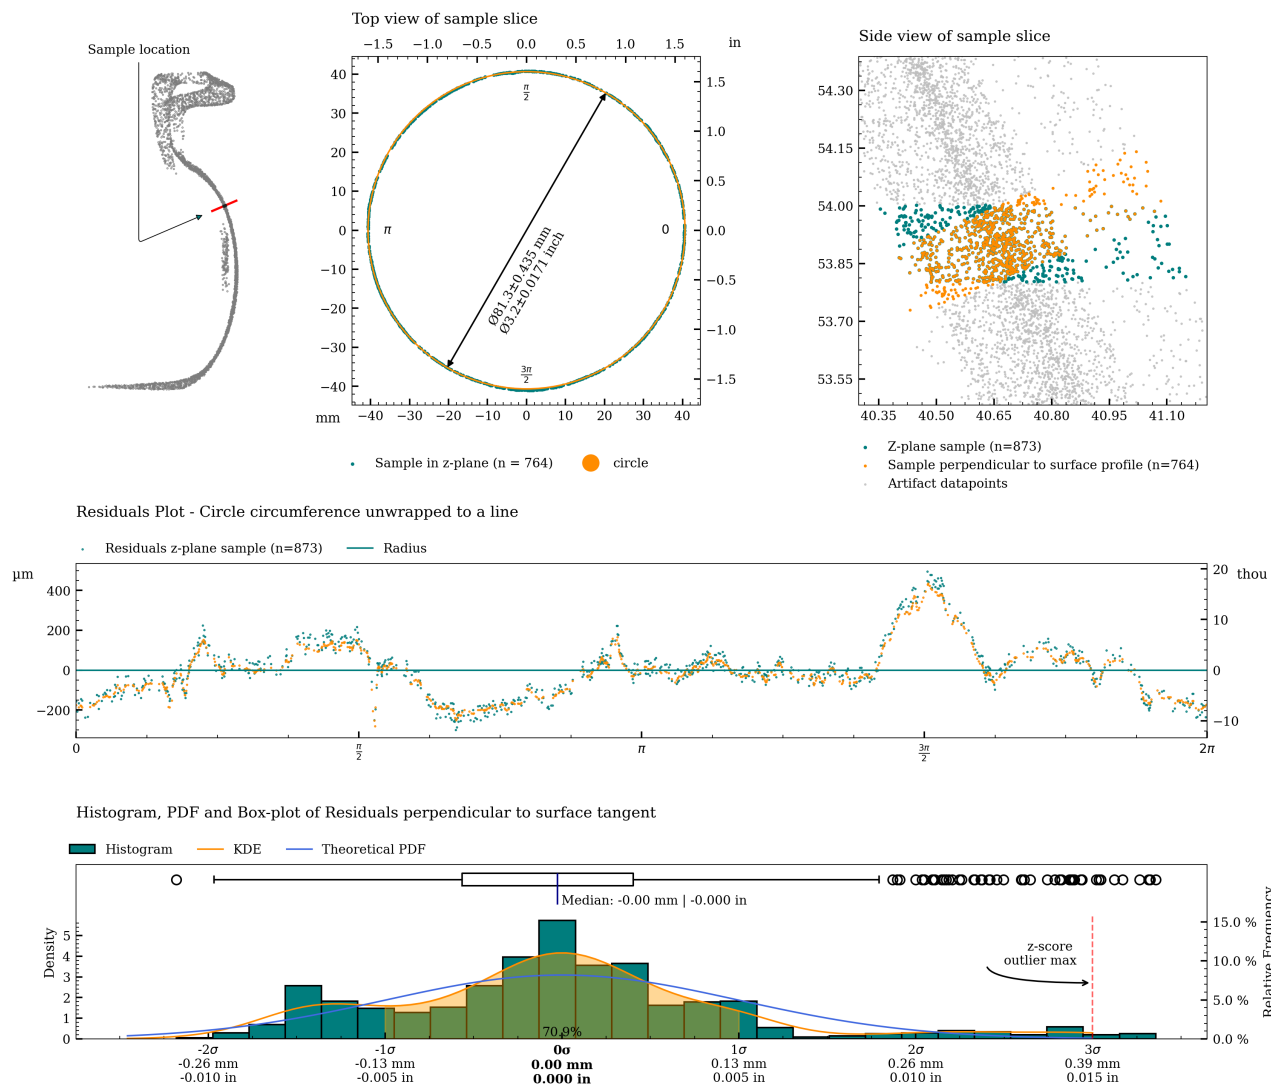 Sample location
Top view of sample slice
−1.5 −0.8 −0.5 0.0 0.5 0.8 1.5 in
40 30 20 10 0 −10 −20 −30 −40
mm
−40 −30 −20 −10 0 10 20 30 40
1.5 1.0 0.5 0.0 −0.5 −1.0 −1.5
π/2
π
0
3π/2
Ø81.3±0.435 mm
Ø3.2±0.0171 inch
Sample in z-plane (n = 764) circle
Side view of sample slice
54.30
54.15
54.00
53.85
53.70
53.55
40.35 40.50 40.65 40.80 40.95 41.10
Z-plane sample (n=873)
Sample perpendicular to surface profile (n=764)
Artifact datapoints
Residuals Plot - Circle circumference unwrapped to a line
Residuals z-plane sample (n=873) Radius
µm
400
200
0
−200
20 thou
10
0
−10
0 π/2 π 3π/2 2π
Histogram, PDF and Box-plot of Residuals perpendicular to surface tangent
Histogram KDE Theoretical PDF
Median: -0.00 mm | -0.000 in
Density
5
4
3
2
1
0
z-score
outlier max
70.9%
15.0 %
10.0 %
5.0 %
0.0 %
Relative Frequency
-2σ -1σ 0σ 1σ 2σ 3σ
-0.26 mm -0.13 mm 0.00 mm 0.13 mm 0.26 mm 0.39 mm
-0.010 in -0.005 in 0.000 in 0.005 in 0.010 in 0.015 in